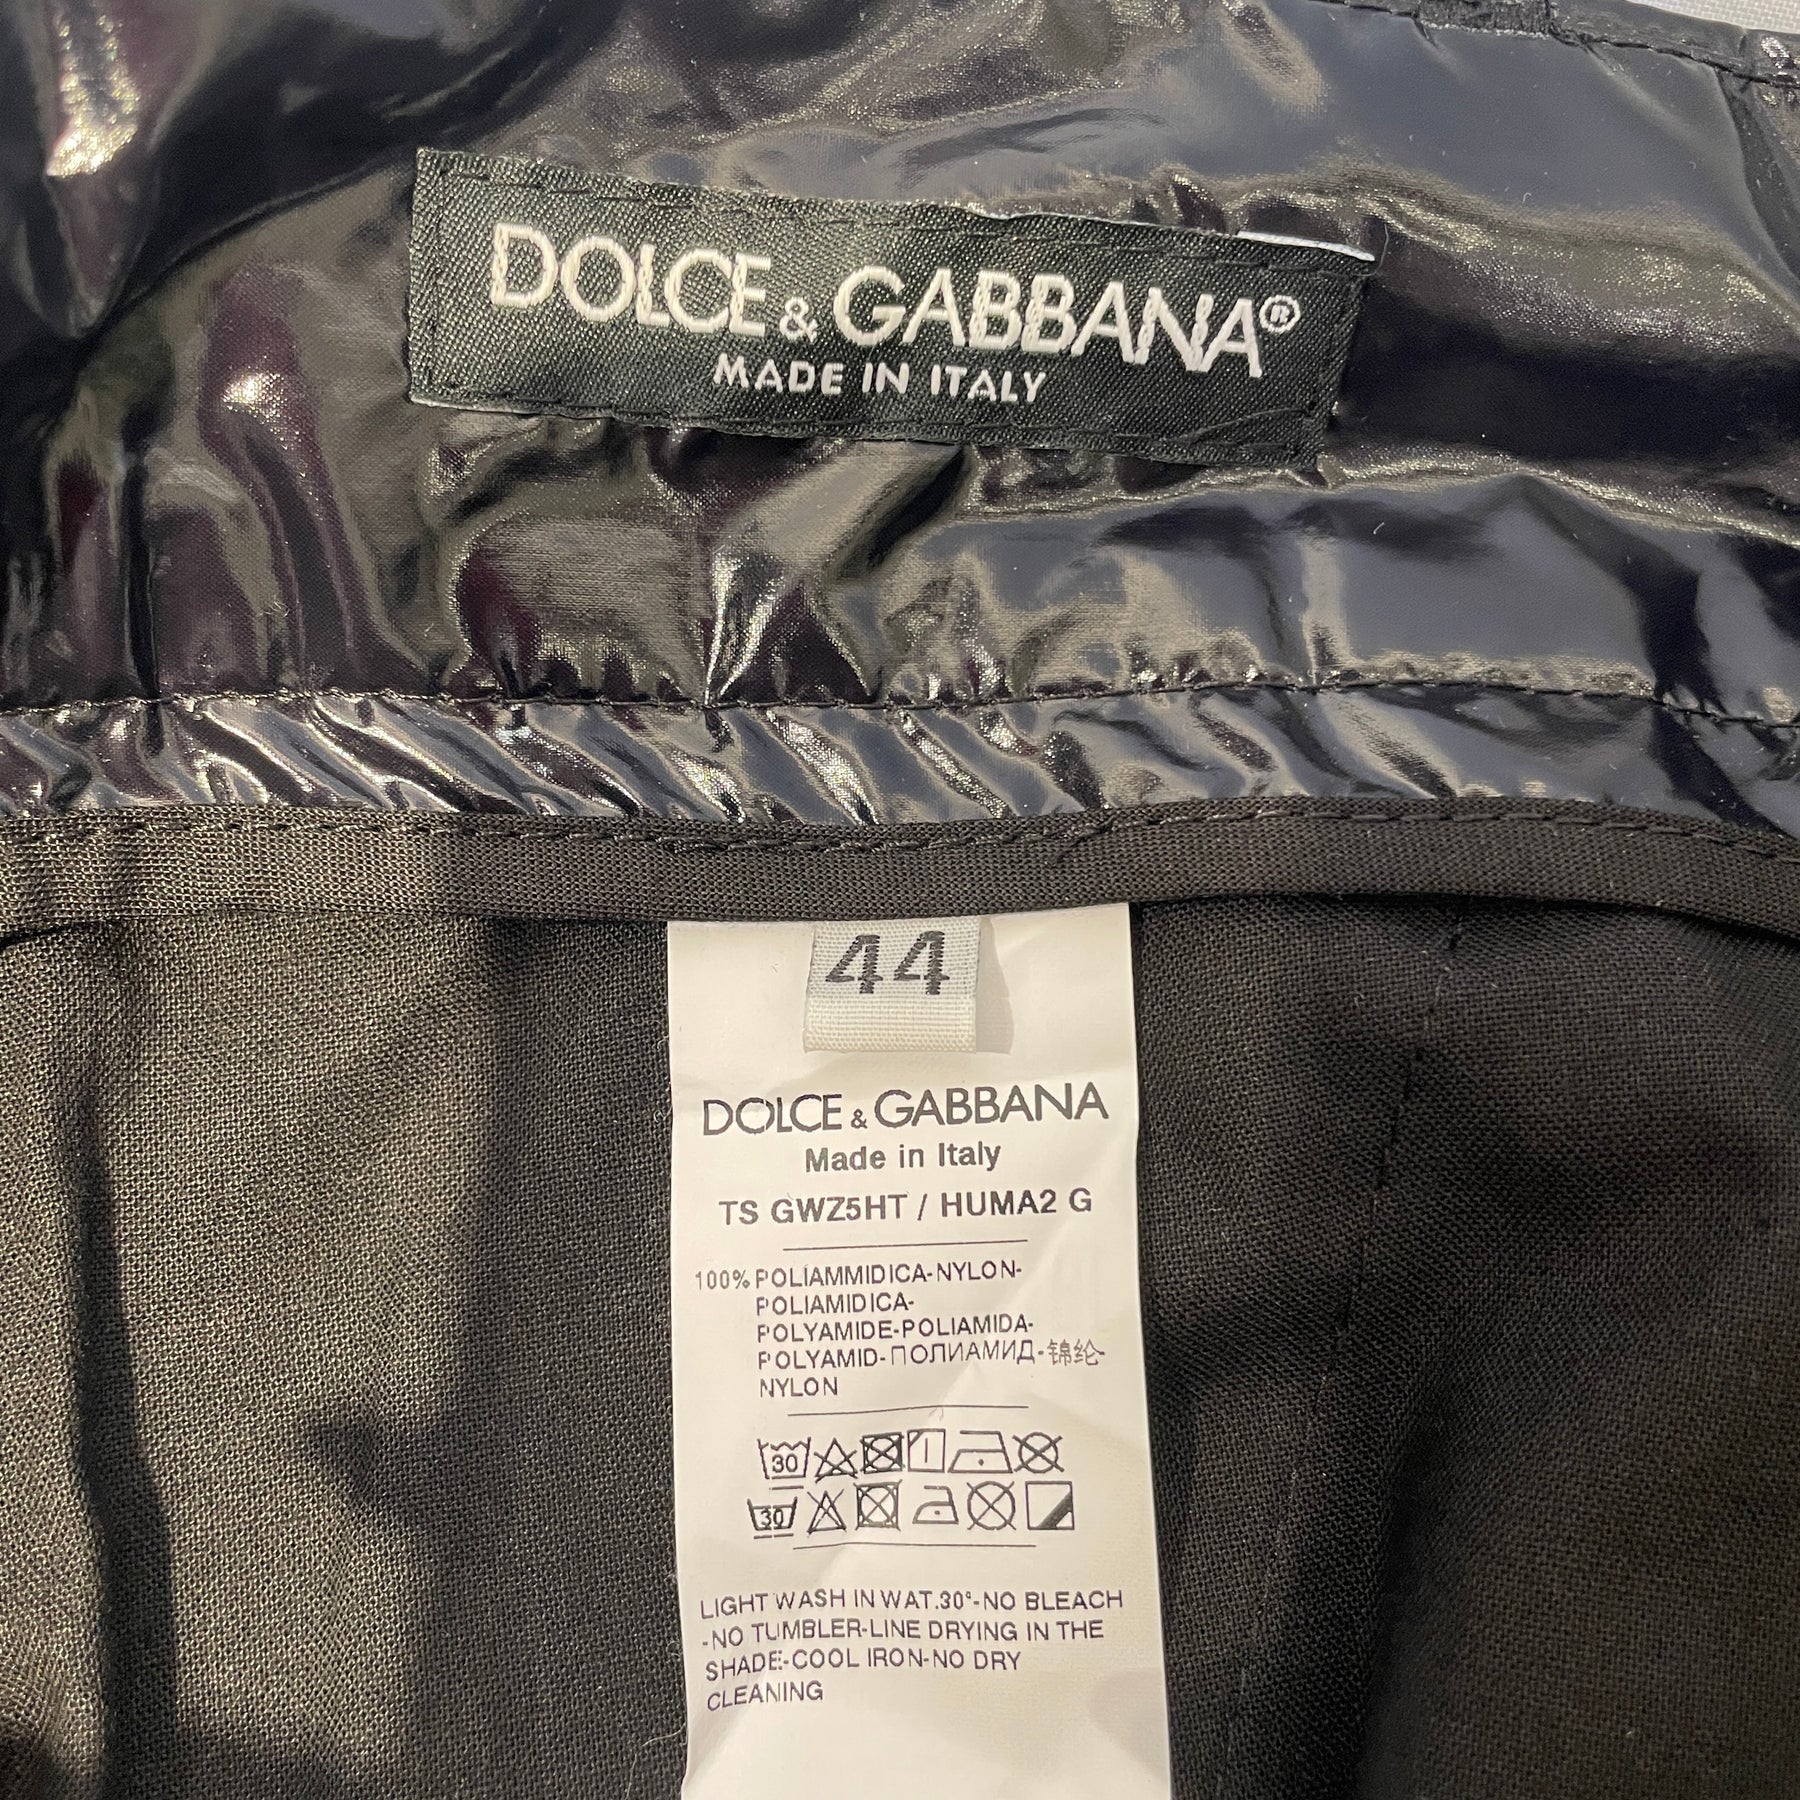 DOLCE & GABBANA®
MADE IN ITALY
44
DOLCE & GABBANA
Made in Italy
TS GWZ5HT / HUMA2 G
100% POLIAMMIDICA-NYLON-
POLIAMIDICA-
POLYAMIDE-POLIAMIDA-
POLYAMID-ПОЛИАМИД-锦纶-
NYLON
30
30
LIGHT WASH IN WAT.30°-NO BLEACH
-NO TUMBLER-LINE DRYING IN THE
SHADE-COOL IRON-NO DRY
CLEANING